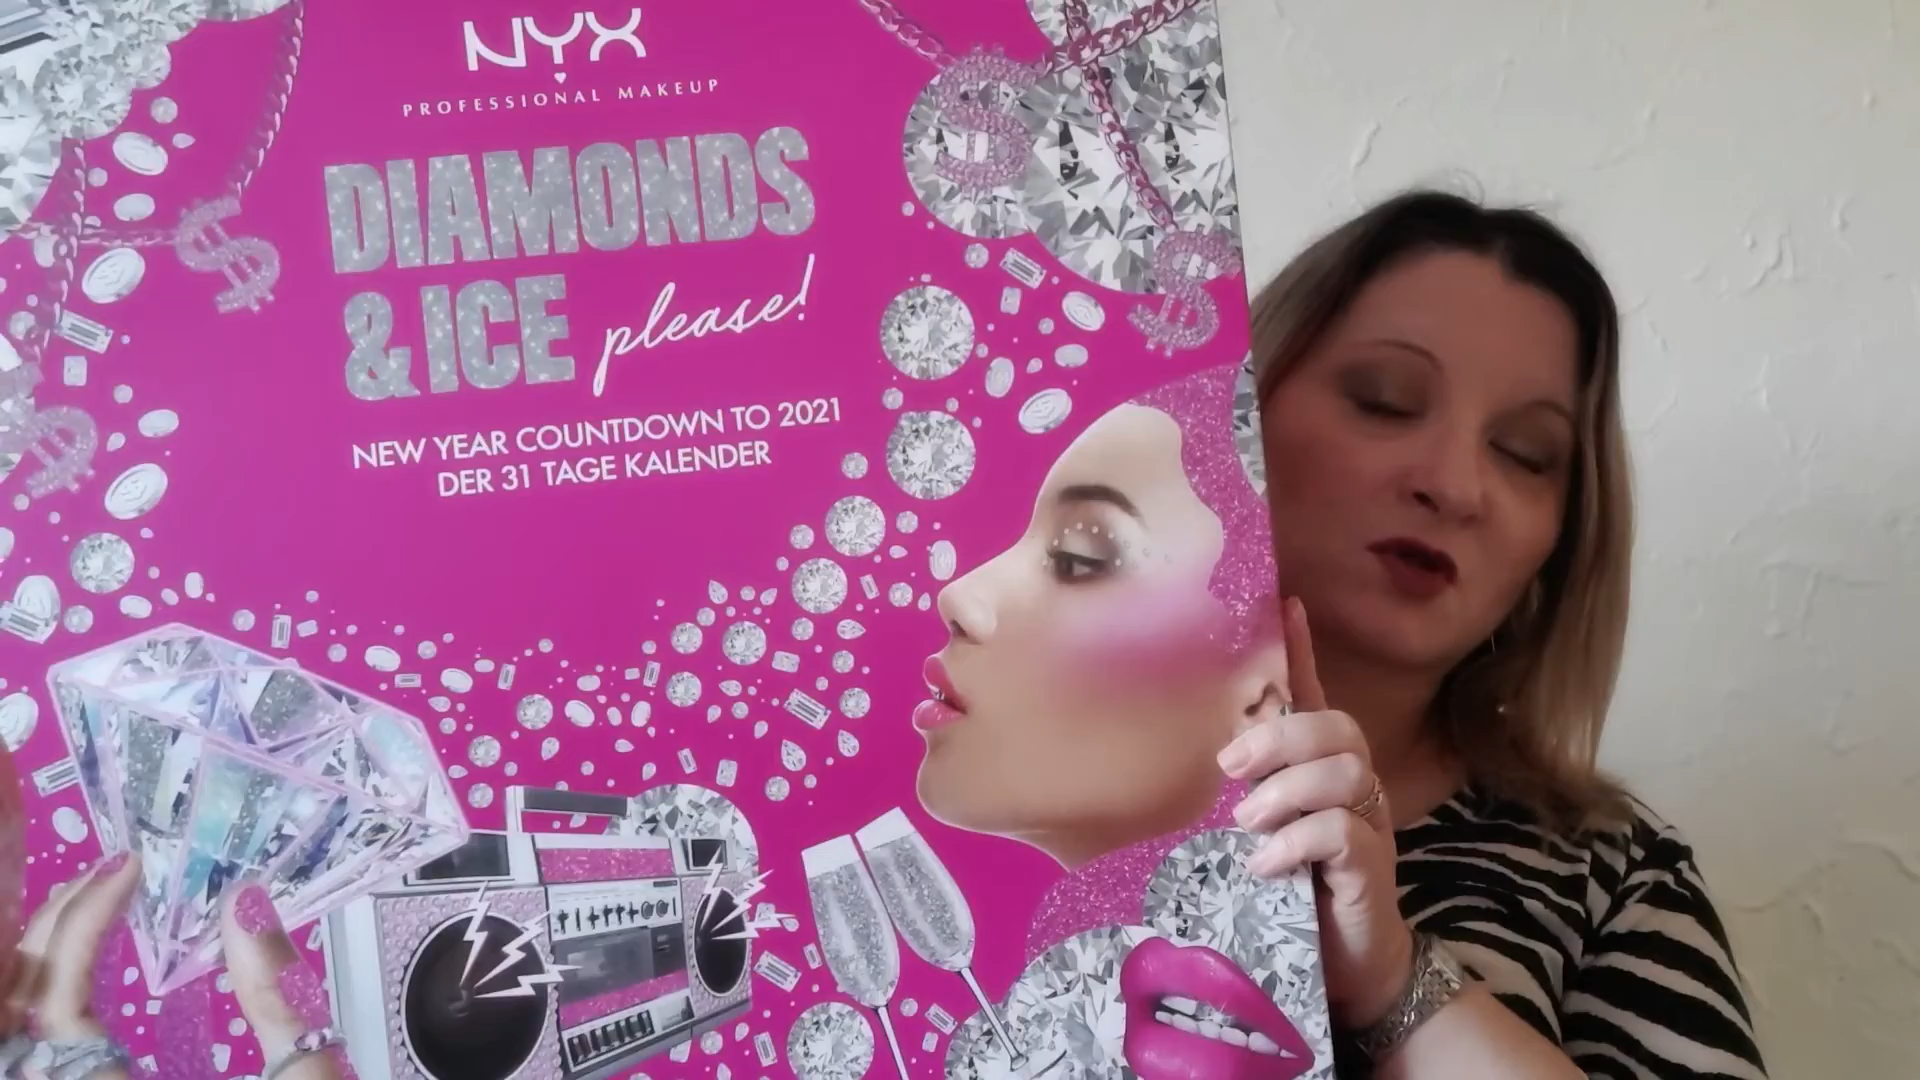 NYX
PROFESSIONAL MAKEUP
DIAMONDS
& ICE please!
NEW YEAR COUNTDOWN TO 2021
DER 31 TAGE KALENDER